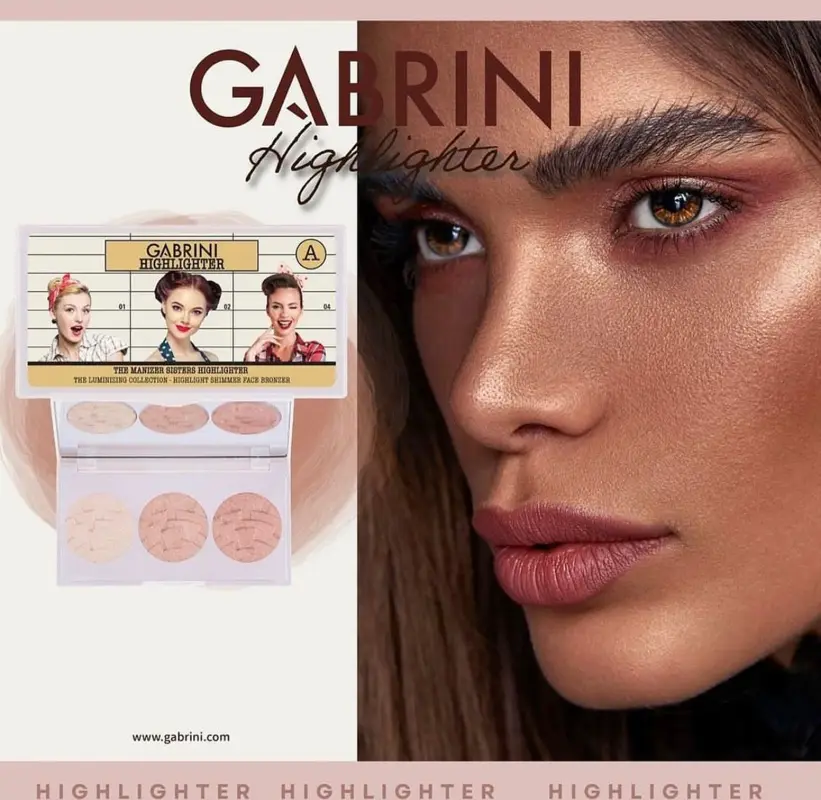 GABRINI
Highlighter
GABRINI
HIGHLIGHTER
A
01
02
04
THE MANIZER SISTERS HIGHLIGHTER
THE LUMINIZING COLLECTION - HIGHLIGHT SHIMMER FACE BRONZER
www.gabrini.com
HIGHLIGHTER HIGHLIGHTER HIGHLIGHTER